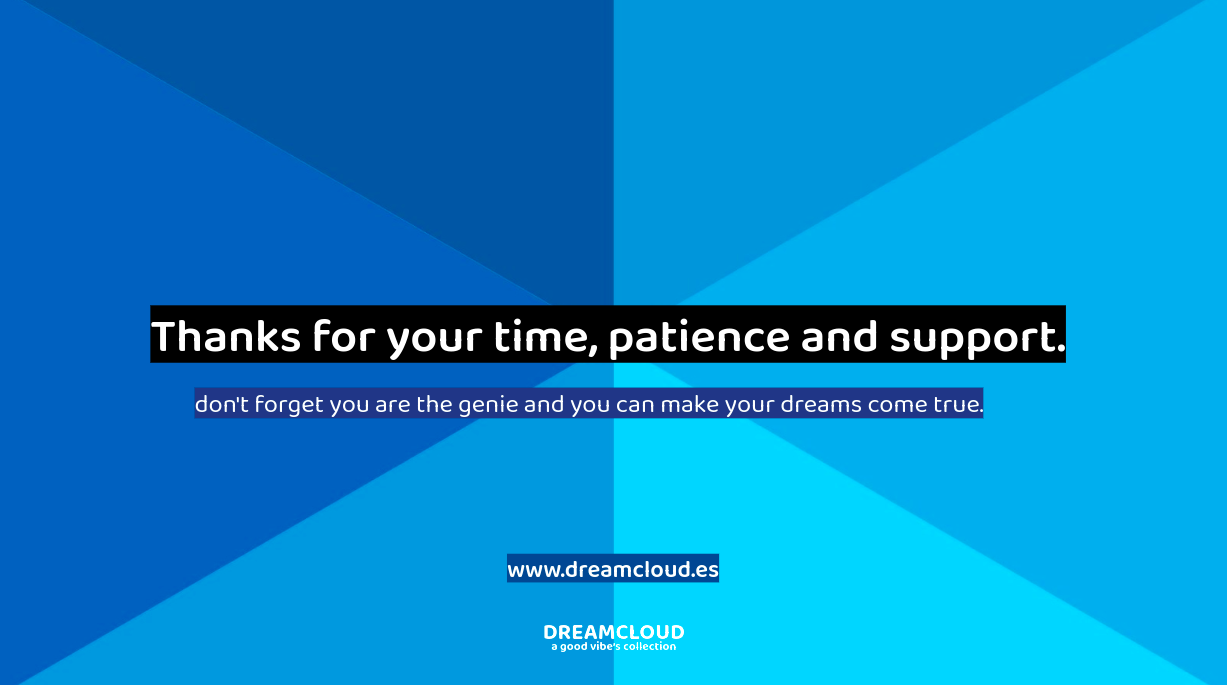 Thanks for your time, patience and support.
don't forget you are the genie and you can make your dreams come true.
www.dreamcloud.es
DREAMCLOUD
a good vibe's collection